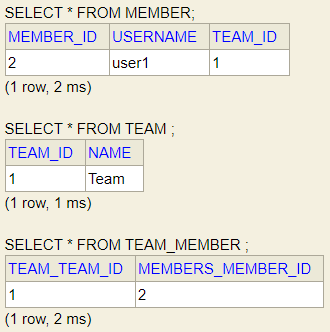 SELECT * FROM MEMBER;
MEMBER_ID USERNAME TEAM_ID
2 user1 1
(1 row, 2 ms)
SELECT * FROM TEAM ;
TEAM_ID NAME
1 Team
(1 row, 1 ms)
SELECT * FROM TEAM_MEMBER ;
TEAM_TEAM_ID MEMBERS_MEMBER_ID
1 2
(1 row, 2 ms)